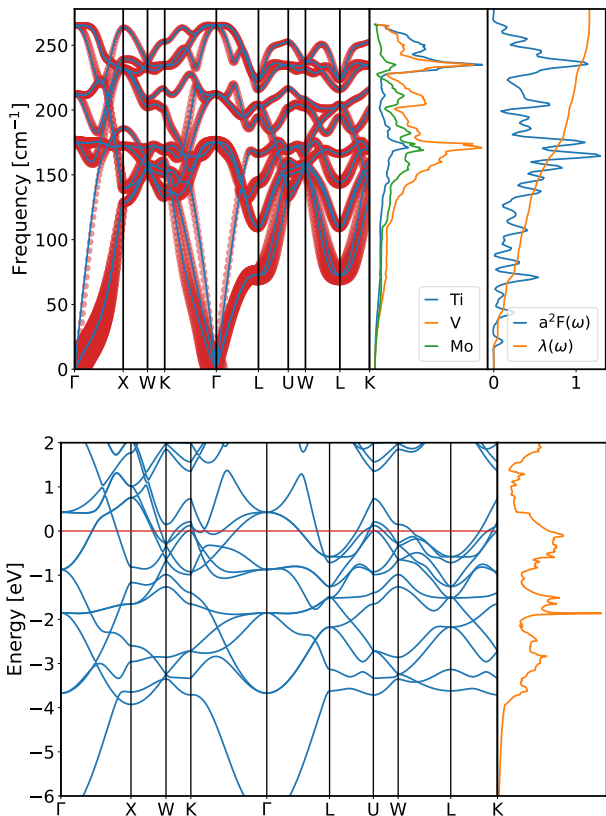 Frequency [cm⁻¹]
250
200
150
100
50
0
Γ X W K Γ L U W L K
Ti
V
Mo
0 1
a²F(ω)
λ(ω)
Energy [eV]
2
1
0
−1
−2
−3
−4
−5
−6
Γ X W K Γ L U W L K